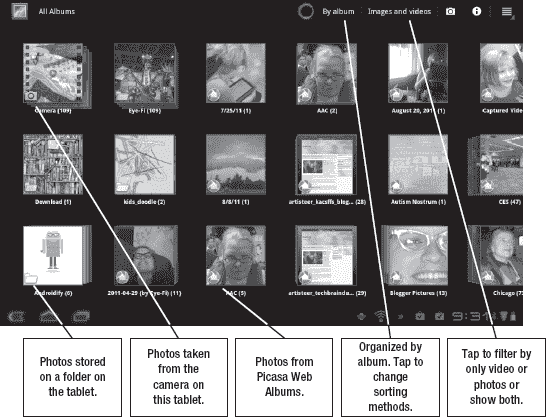 All Albums
By album
Images and videos
Camera (109)
Eye-Fi (109)
7/25/11 (1)
AAC (2)
August 20, 2011 (1)
Captured Vide
Download (1)
kids_doodle (2)
8/8/11 (1)
artisteer_kacsffs_blog... (28)
Autism Nostrum (1)
CES (47)
Androidify (6)
2011-04-29 (by Eye-Fi) (11)
AAC (5)
artisteer_techbraindu... (29)
Blogger Pictures (13)
Chicago (7
Photos stored
on a folder on
the tablet.
Photos taken
from the
camera on
this tablet.
Photos from
Picasa Web
Albums.
Organized by
album. Tap to
change
sorting
methods.
Tap to filter by
only video or
photos or
show both.